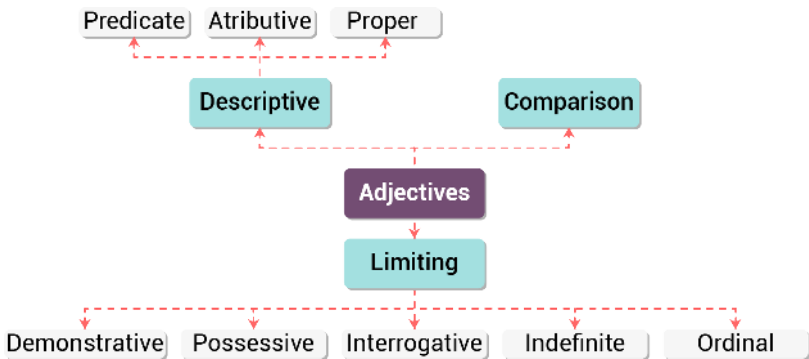 Predicate Atributive Proper
Descriptive Comparison
Adjectives
Limiting
Demonstrative Possessive Interrogative Indefinite Ordinal